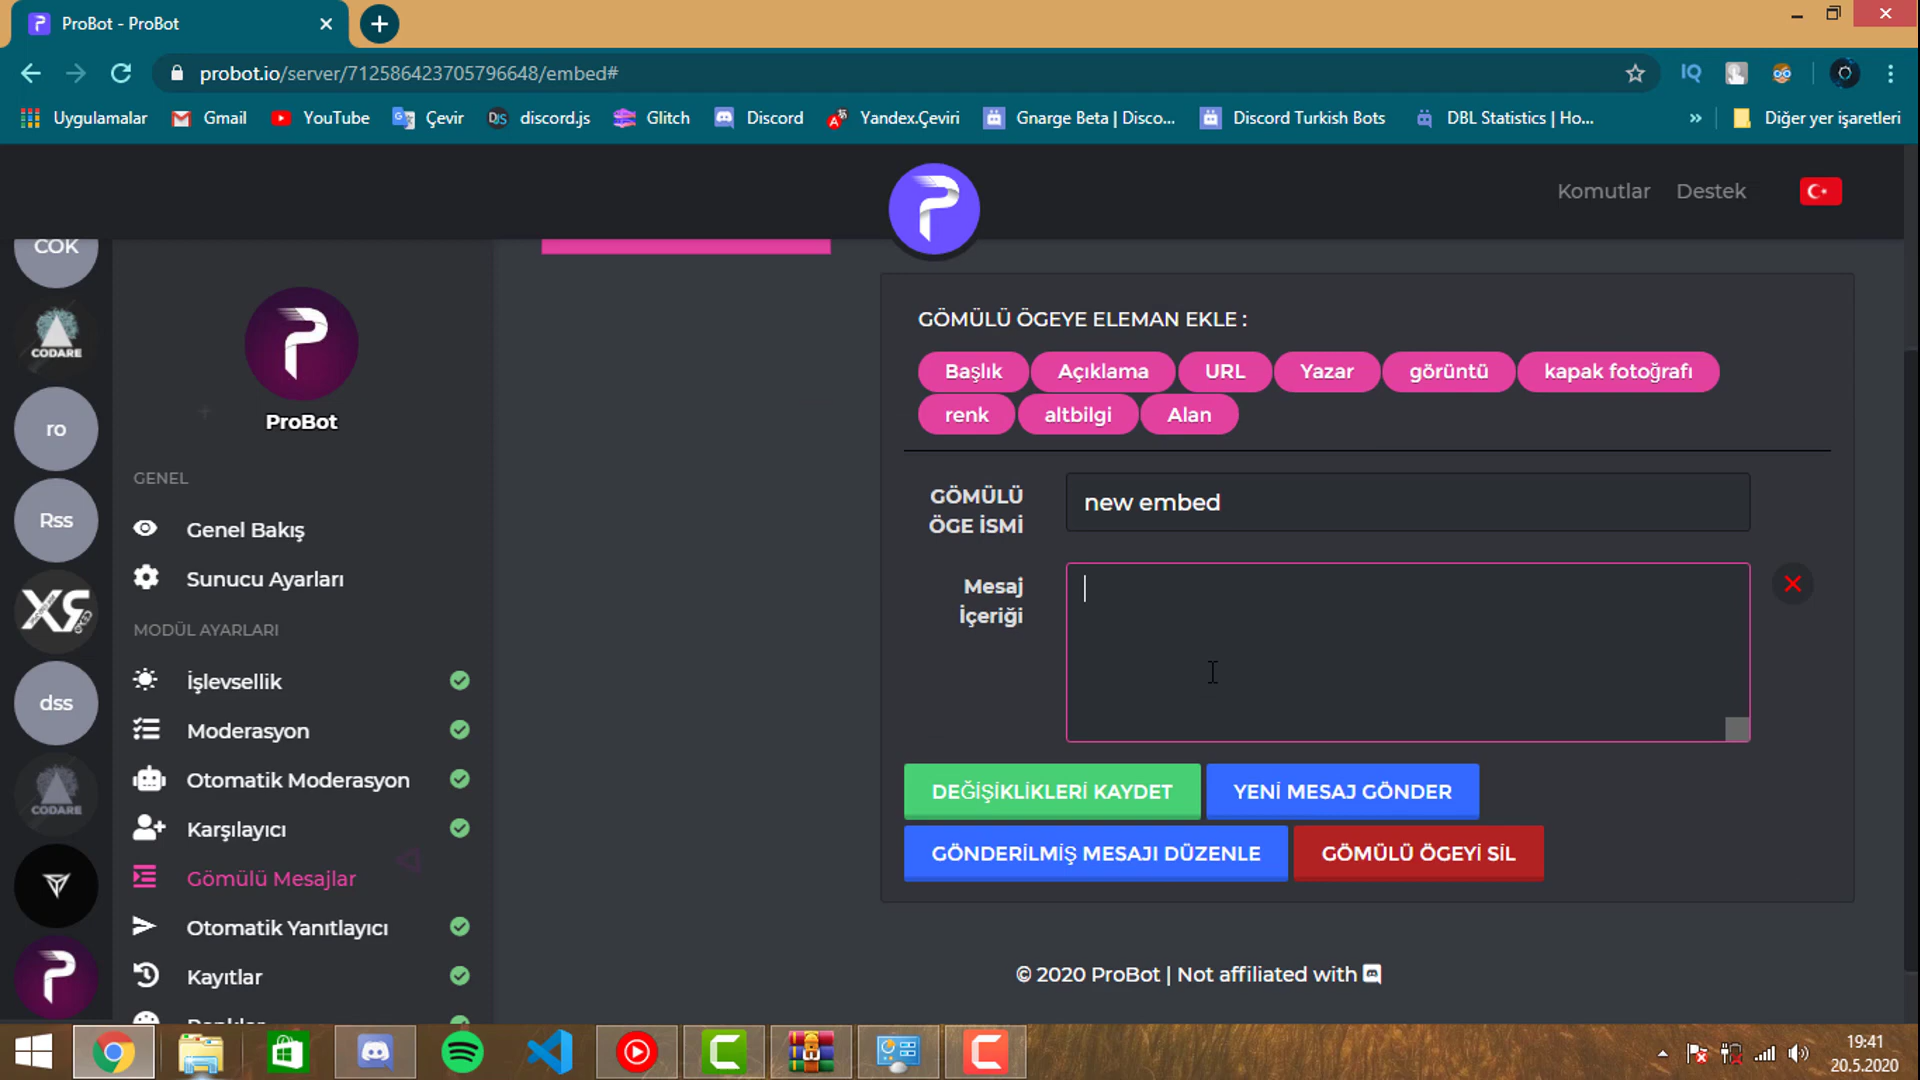 ProBot - ProBot
probot.io/server/712586423705796648/embed#
IQ
Uygulamalar
Gmail
YouTube
Çevir
discord.js
Glitch
Discord
Yandex.Çeviri
Gnarge Beta | Disco...
Discord Turkish Bots
DBL Statistics | Ho...
»
Diğer yer işaretleri
Komutlar
Destek
COK
CODARE
ro
Rss
dss
CODARE
ProBot
GENEL
Genel Bakış
Sunucu Ayarları
MODÜL AYARLARI
İşlevsellik
Moderasyon
Otomatik Moderasyon
Karşılayıcı
Gömülü Mesajlar
Otomatik Yanıtlayıcı
Kayıtlar
GÖMÜLÜ ÖGEYE ELEMAN EKLE :
Başlık
Açıklama
URL
Yazar
görüntü
kapak fotoğrafı
renk
altbilgi
Alan
GÖMÜLÜ
ÖGE İSMİ
new embed
Mesaj
İçeriği
DEĞİŞİKLİKLERİ KAYDET
YENİ MESAJ GÖNDER
GÖNDERİLMİŞ MESAJI DÜZENLE
GÖMÜLÜ ÖGEYİ SİL
© 2020 ProBot | Not affiliated with
19:41
20.5.2020